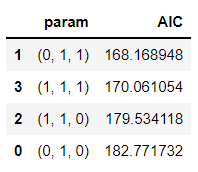 param AIC
1 (0, 1, 1) 168.168948
3 (1, 1, 1) 170.061054
2 (1, 1, 0) 179.534118
0 (0, 1, 0) 182.771732